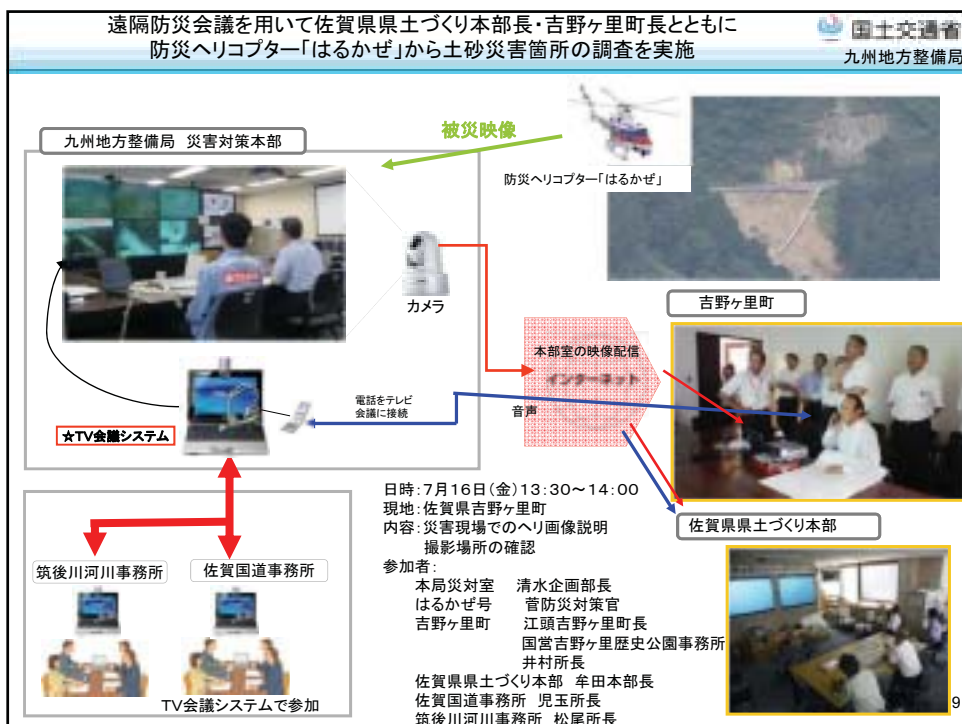 遠隔防災会議を用いて佐賀県県土づくり本部長・吉野ヶ里町長とともに
防災ヘリコプター「はるかぜ」から土砂災害箇所の調査を実施
国土交通省
九州地方整備局
九州地方整備局 災害対策本部
被災映像
防災ヘリコプター「はるかぜ」
カメラ
吉野ヶ里町
本部室の映像配信
インターネット
音声
電話をテレビ
会議に接続
☆TV会議システム
佐賀県県土づくり本部
筑後川河川事務所
佐賀国道事務所
TV会議システムで参加
日時:7月16日(金)13:30~14:00
現地:佐賀県吉野ヶ里町
内容:災害現場でのヘリ画像説明
撮影場所の確認
参加者:
本局災対室 清水企画部長
はるかぜ号 菅防災対策官
吉野ヶ里町 江頭吉野ヶ里町長
国営吉野ヶ里歴史公園事務所
井村所長
佐賀県県土づくり本部 牟田本部長
佐賀国道事務所 児玉所長
筑後川河川事務所 松尾所長
9